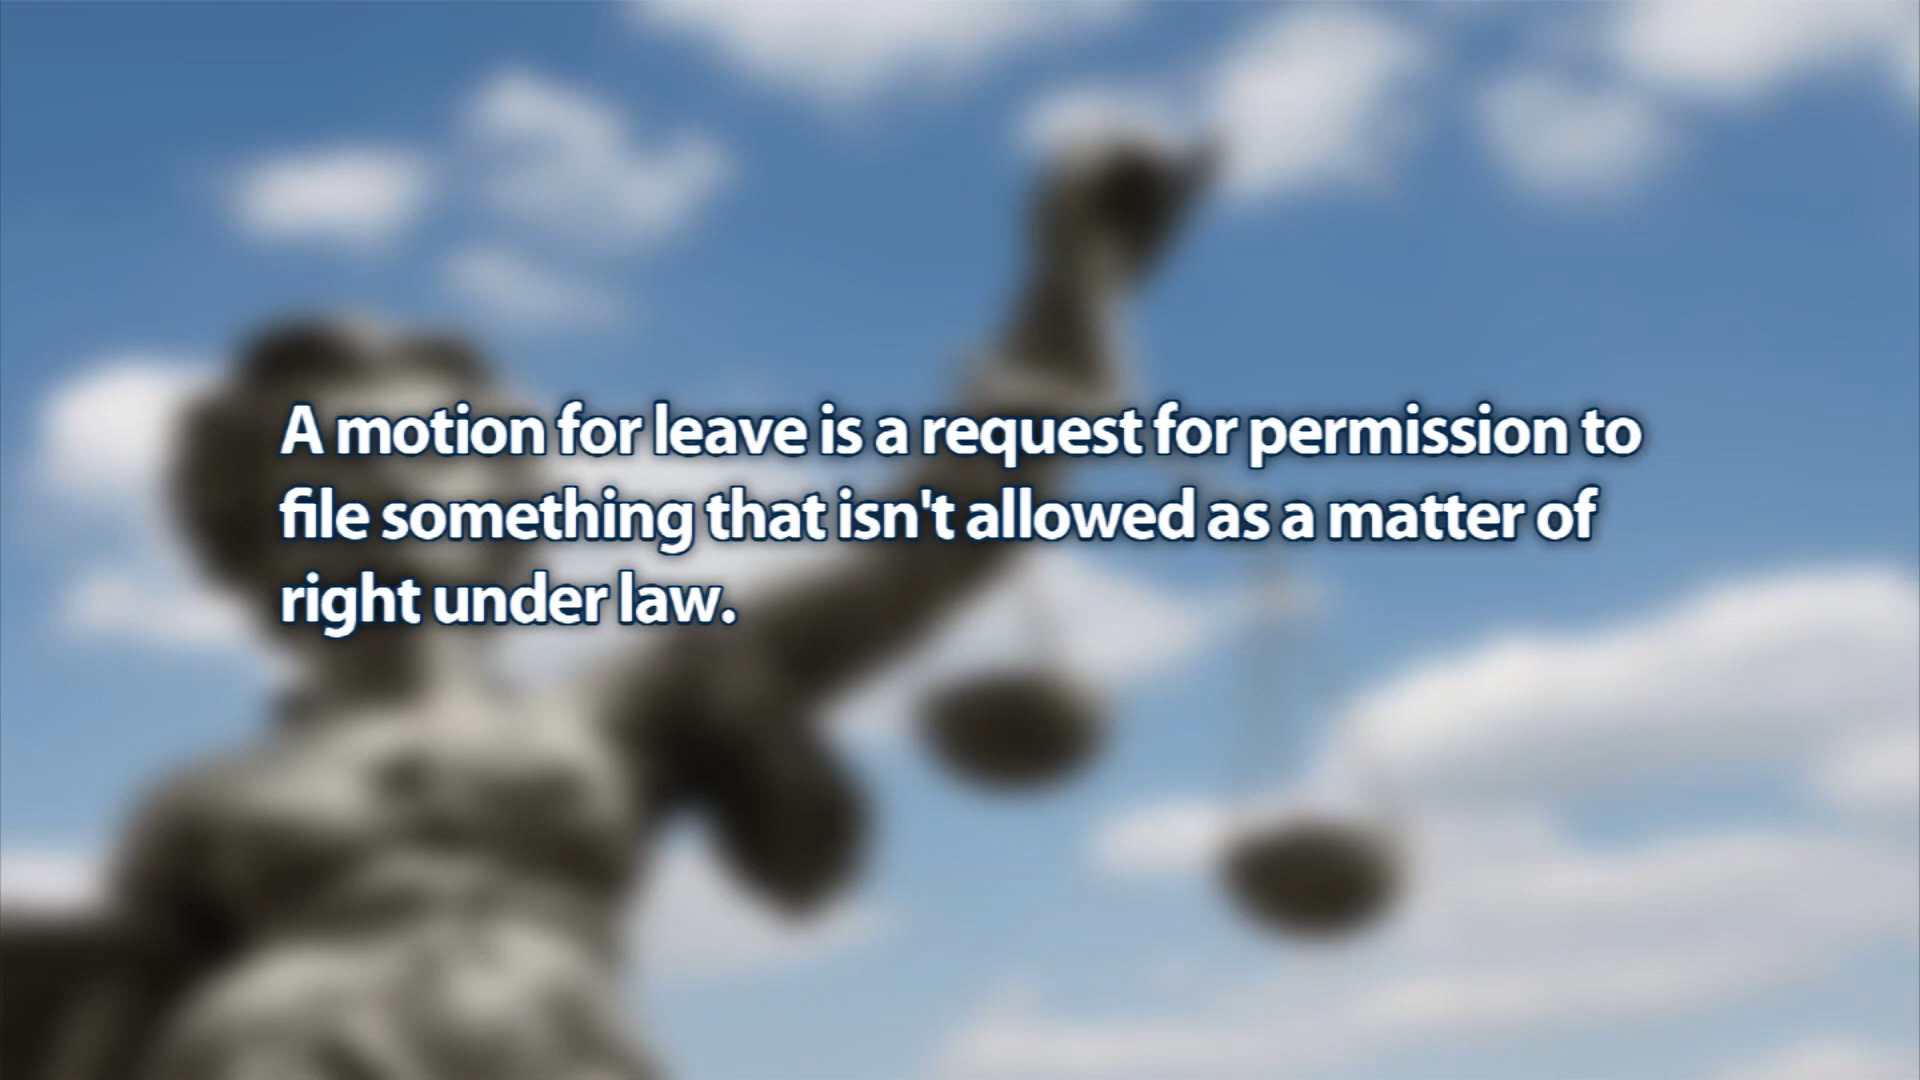 A motion for leave is a request for permission to
file something that isn't allowed as a matter of
right under law.